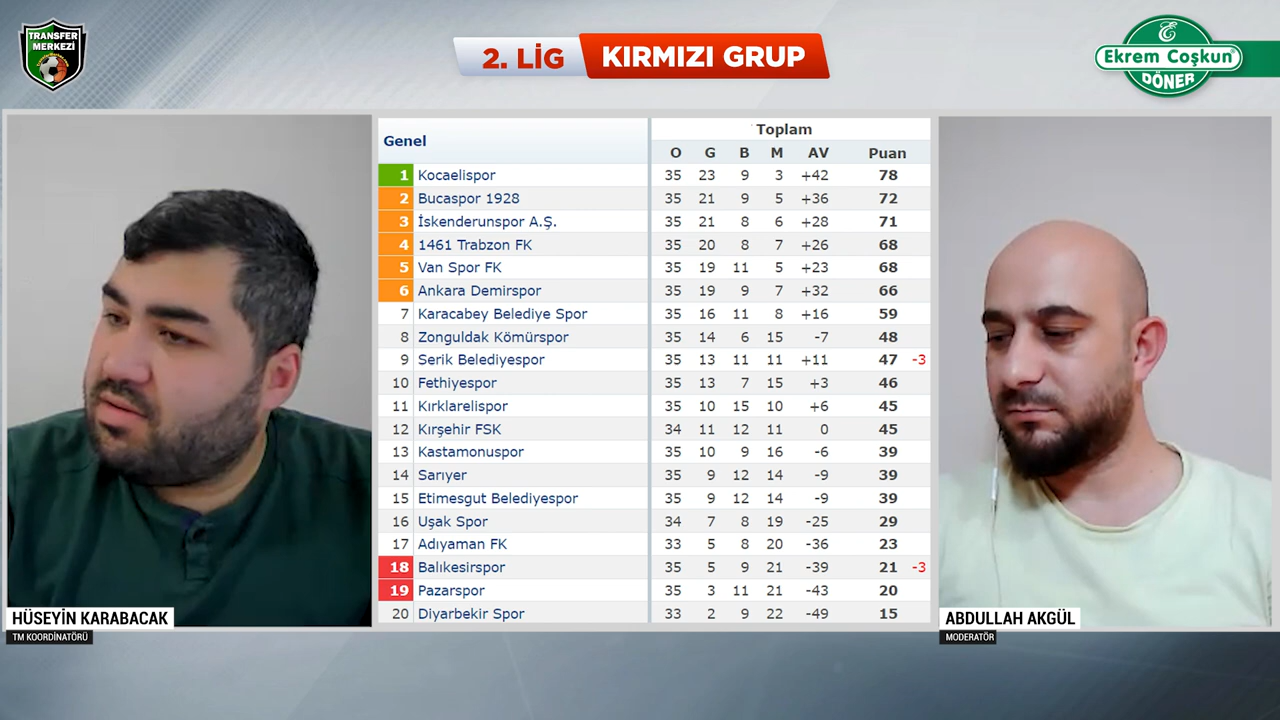 TRANSFER
MERKEZİ
2. LİG KIRMIZI GRUP
Ekrem Coşkun
DÖNER
Genel Toplam
O G B M AV Puan
1 Kocaelispor 35 23 9 3 +42 78
2 Bucaspor 1928 35 21 9 5 +36 72
3 İskenderunspor A.Ş. 35 21 8 6 +28 71
4 1461 Trabzon FK 35 20 8 7 +26 68
5 Van Spor FK 35 19 11 5 +23 68
6 Ankara Demirspor 35 19 9 7 +32 66
7 Karacabey Belediye Spor 35 16 11 8 +16 59
8 Zonguldak Kömürspor 35 14 6 15 -7 48
9 Serik Belediyespor 35 13 11 11 +11 47 -3
10 Fethiyespor 35 13 7 15 +3 46
11 Kırklarelispor 35 10 15 10 +6 45
12 Kırşehir FSK 34 11 12 11 0 45
13 Kastamonuspor 35 10 9 16 -6 39
14 Sarıyer 35 9 12 14 -9 39
15 Etimesgut Belediyespor 35 9 12 14 -9 39
16 Uşak Spor 34 7 8 19 -25 29
17 Adıyaman FK 33 5 8 20 -36 23
18 Balıkesirspor 35 5 9 21 -39 21 -3
19 Pazarspor 35 3 11 21 -43 20
20 Diyarbekir Spor 33 2 9 22 -49 15
HÜSEYİN KARABACAK
TM KOORDİNATÖRÜ
ABDULLAH AKGÜL
MODERATÖR